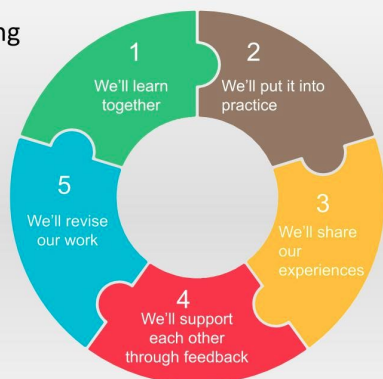 1
We'll learn
together
2
We'll put it into
practice
3
We'll share
our
experiences
4
We'll support
each other
through feedback
5
We'll revise
our work